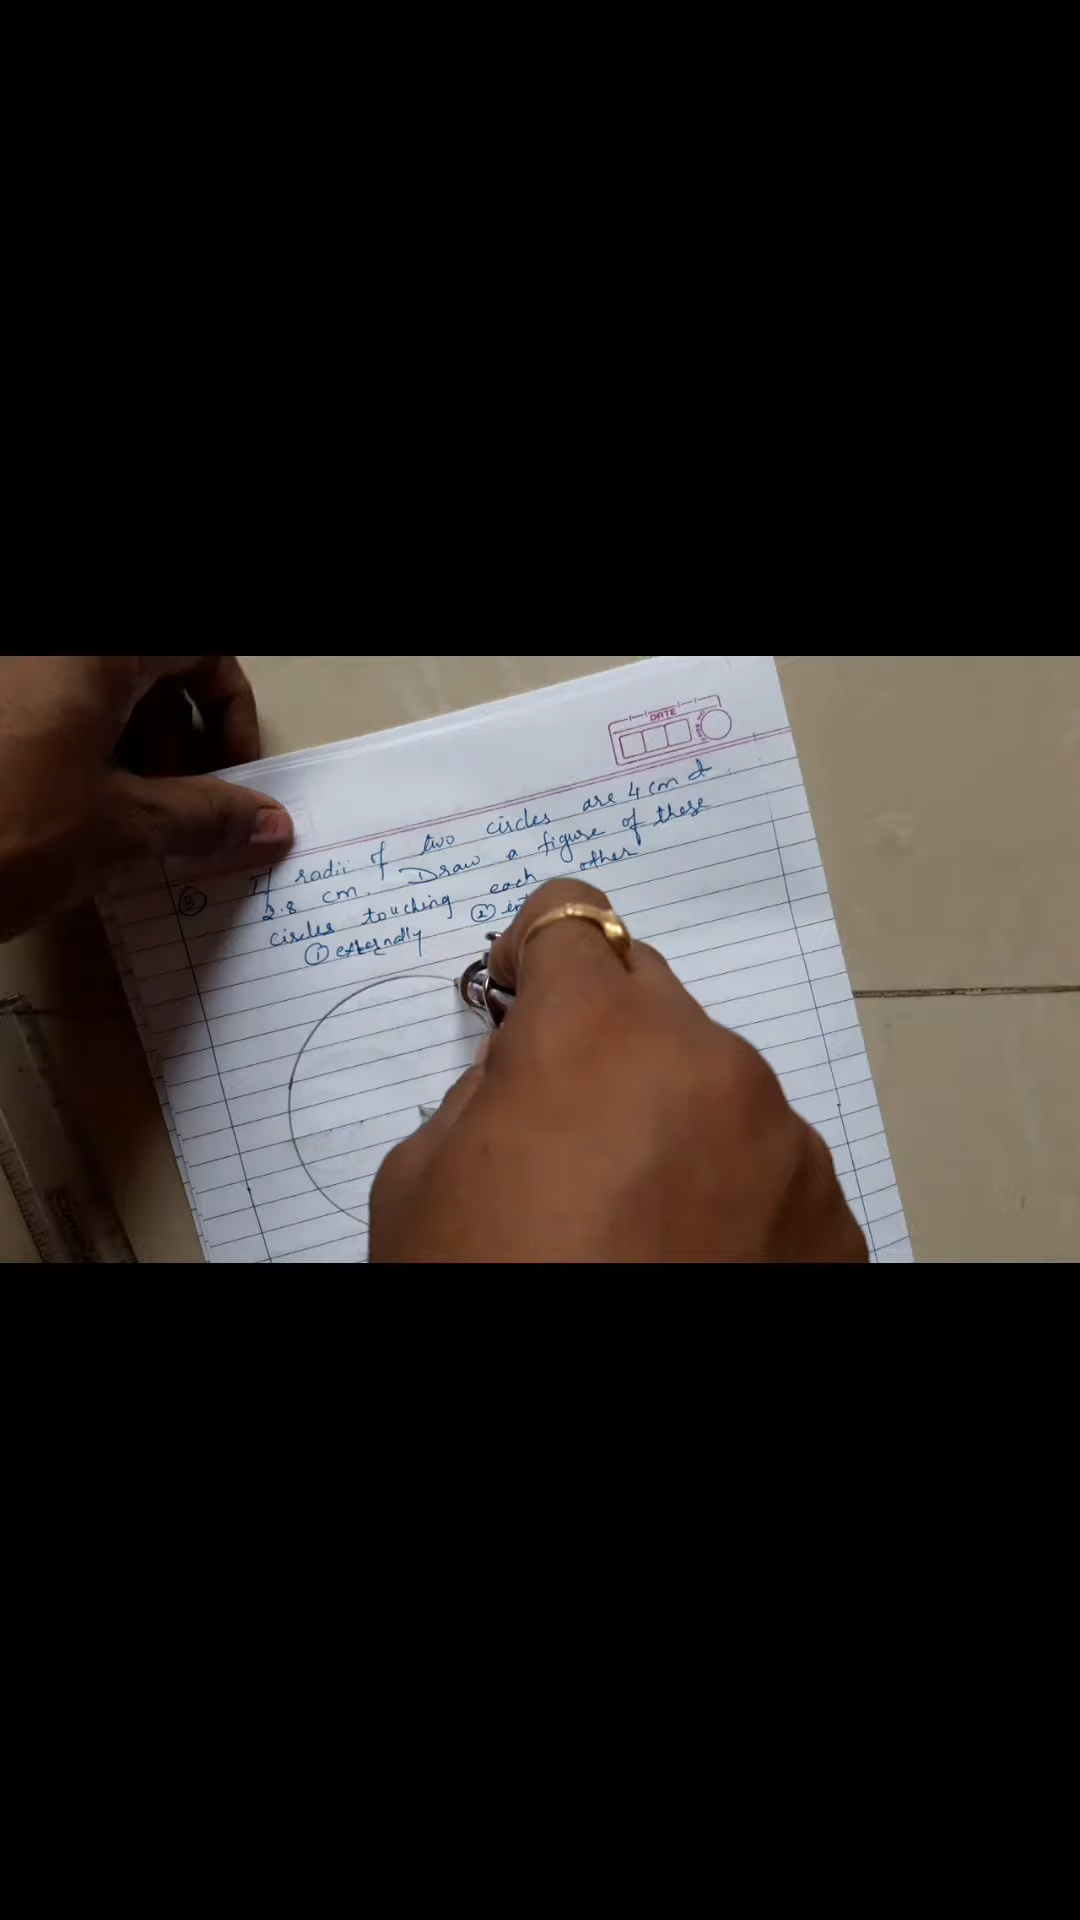 DATE
③ If radii of two circles are 4 cm &
2.8 cm. Draw a figure of these
circles touching each other
① externally ②